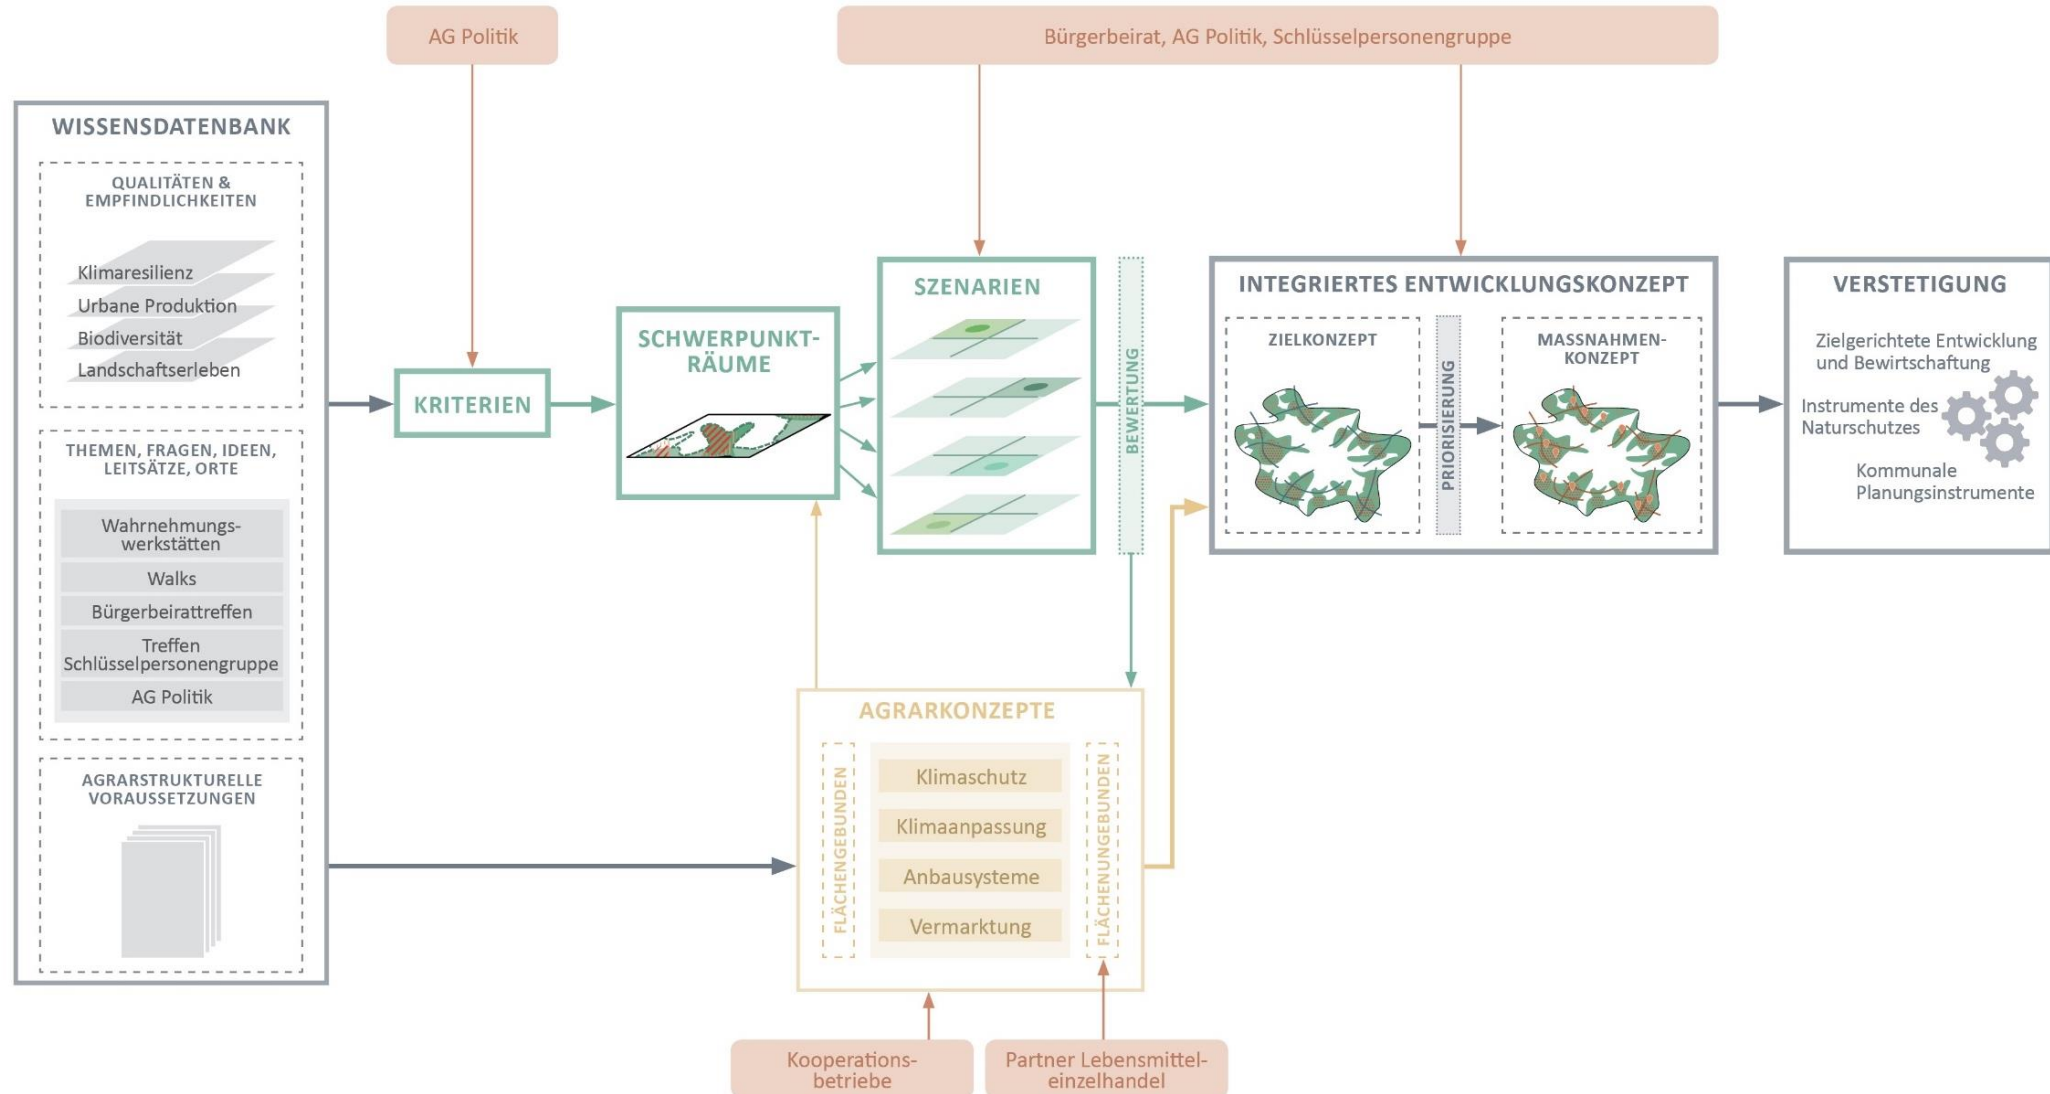 AG Politik
Bürgerbeirat, AG Politik, Schlüsselpersonengruppe
WISSENSDATENBANK
QUALITÄTEN &
EMPFINDLICHKEITEN
Klimaresilienz
Urbane Produktion
Biodiversität
Landschaftserleben
THEMEN, FRAGEN, IDEEN,
LEITSÄTZE, ORTE
Wahrnehmungs-
werkstätten
Walks
Bürgerbeirattreffen
Treffen
Schlüsselpersonengruppe
AG Politik
AGRARSTRUKTURELLE
VORAUSSETZUNGEN
KRITERIEN
SCHWERPUNKT-
RÄUME
SZENARIEN
BEWERTUNG
INTEGRIERTES ENTWICKLUNGSKONZEPT
ZIELKONZEPT
PRIORISIERUNG
MASSNAHMEN-
KONZEPT
VERSTETIGUNG
Zielgerichtete Entwicklung
und Bewirtschaftung
Instrumente des
Naturschutzes
Kommunale
Planungsinstrumente
AGRARKONZEPTE
FLÄCHENGEBUNDEN
Klimaschutz
Klimaanpassung
Anbausysteme
Vermarktung
FLÄCHENUNGEBUNDEN
Kooperations-
betriebe
Partner Lebensmittel-
einzelhandel